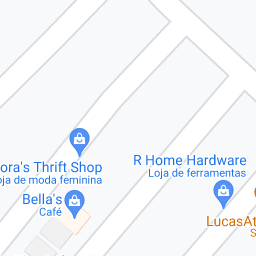 ora's Thrift Shop
oja de moda feminina
Bella's
Café
R Home Hardware
Loja de ferramentas
LucasAt
S